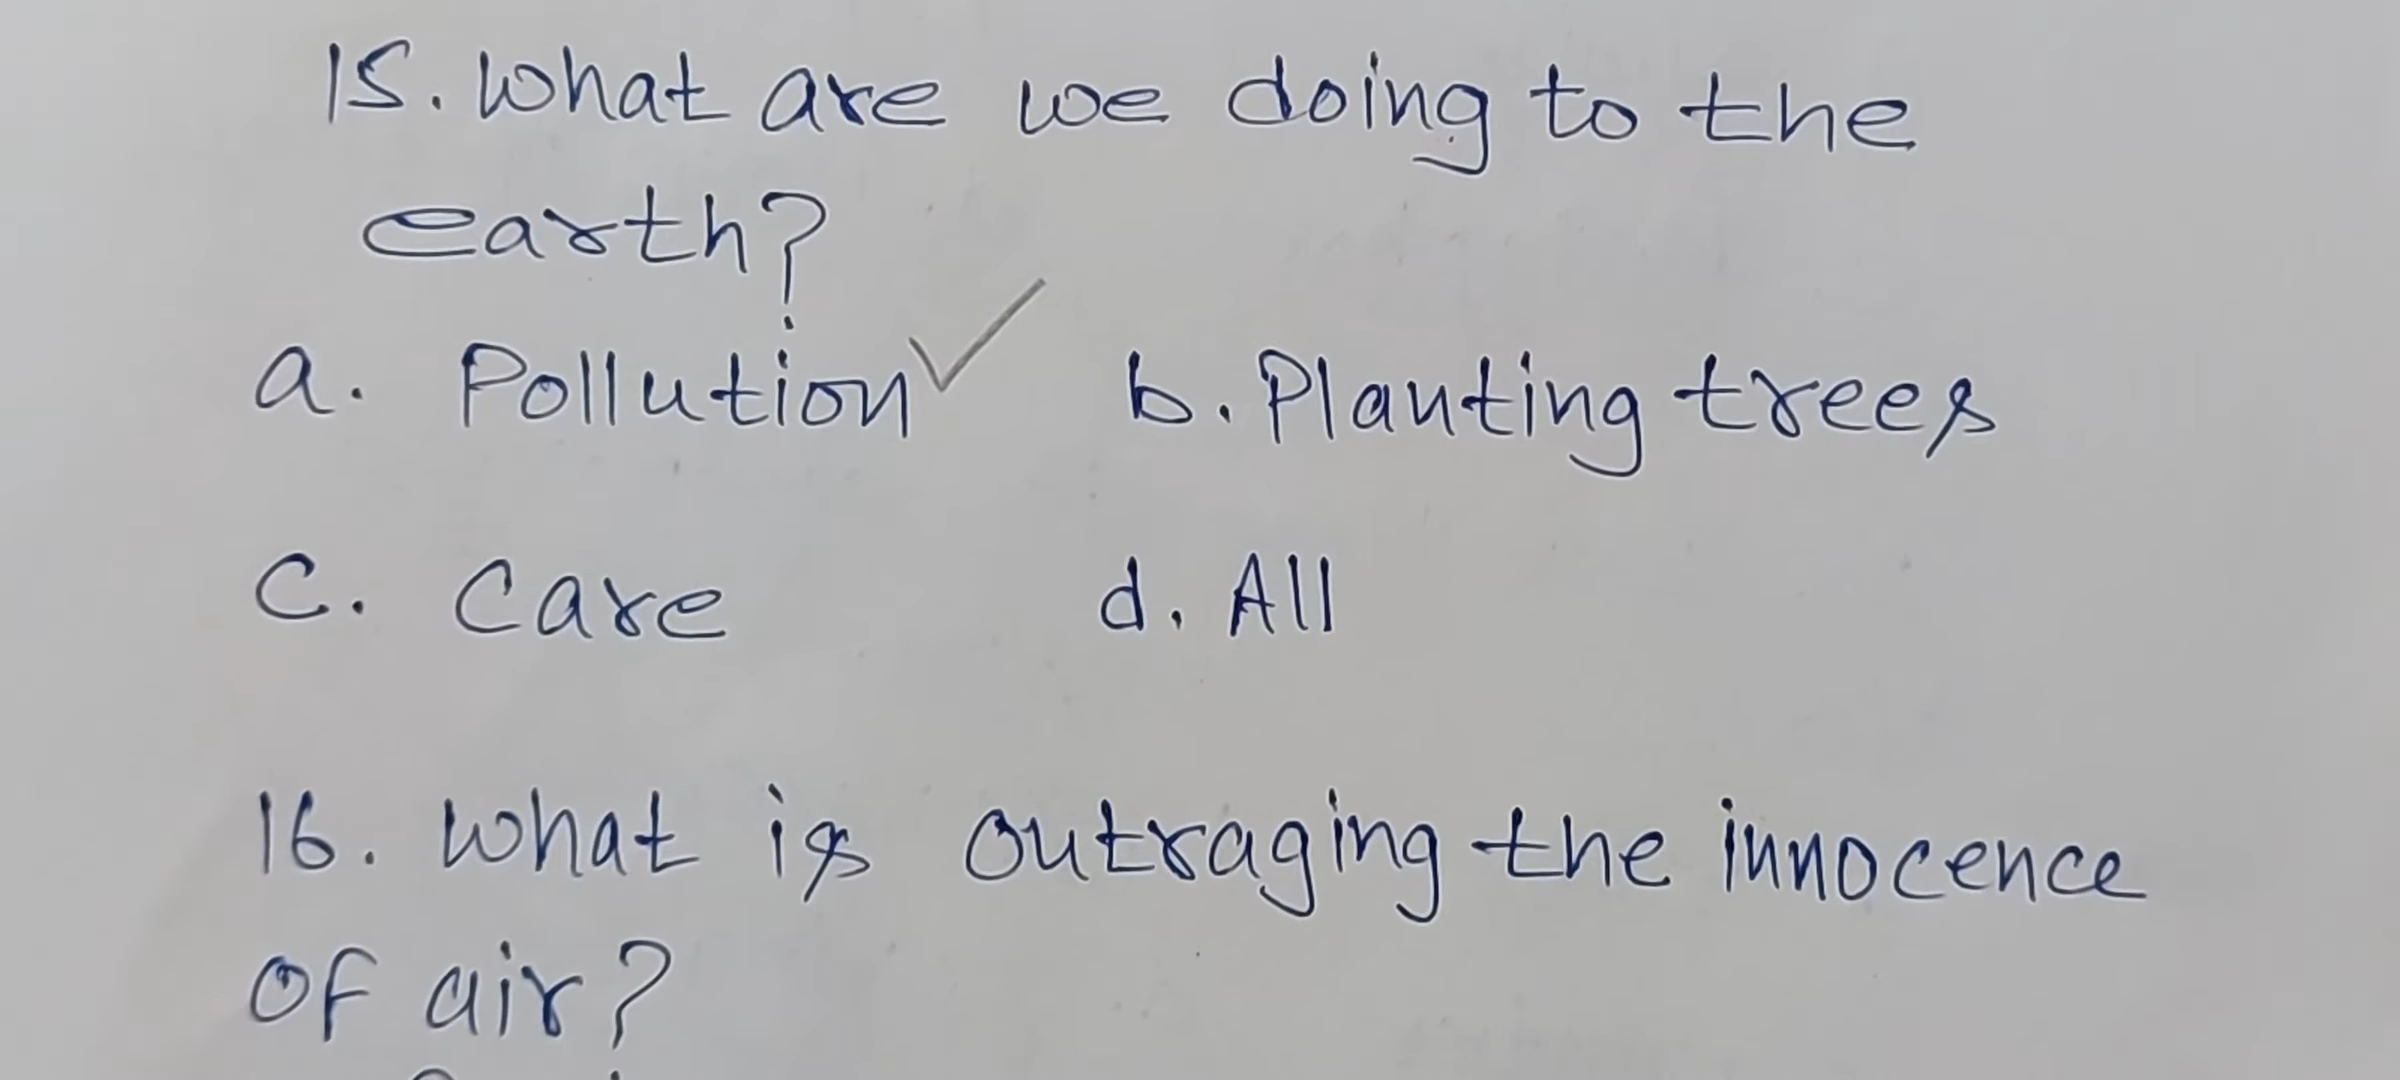 15. What are we doing to the
earth?
a. Pollution✓ b. Planting trees
c. Care d. All
16. What is outraging the innocence
of air?